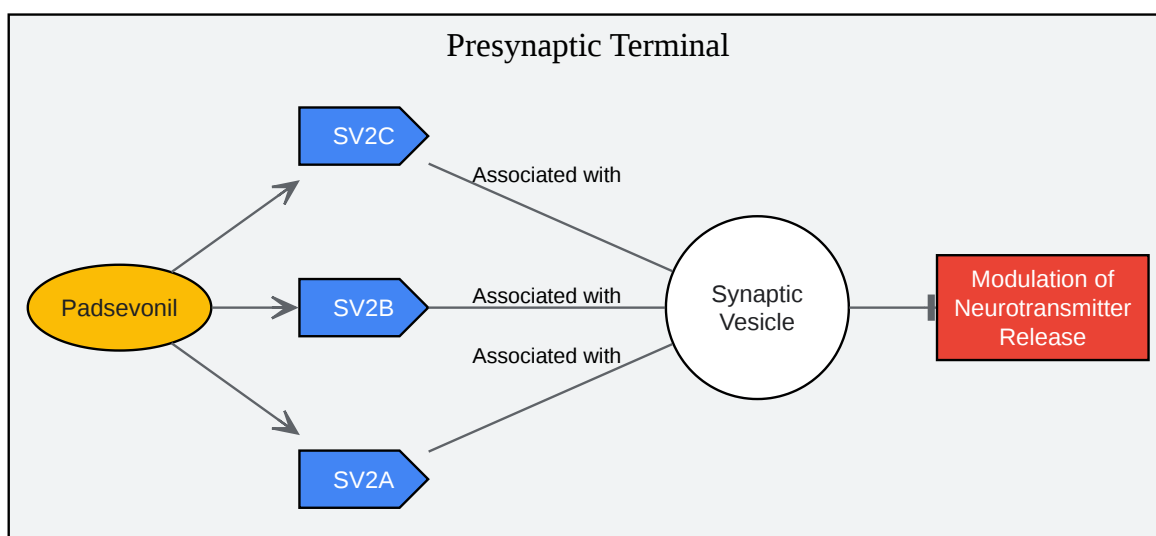 Presynaptic Terminal
SV2C
Associated with
Padsevonil
SV2B
Associated with
Synaptic
Vesicle
Modulation of
Neurotransmitter
Release
Associated with
SV2A